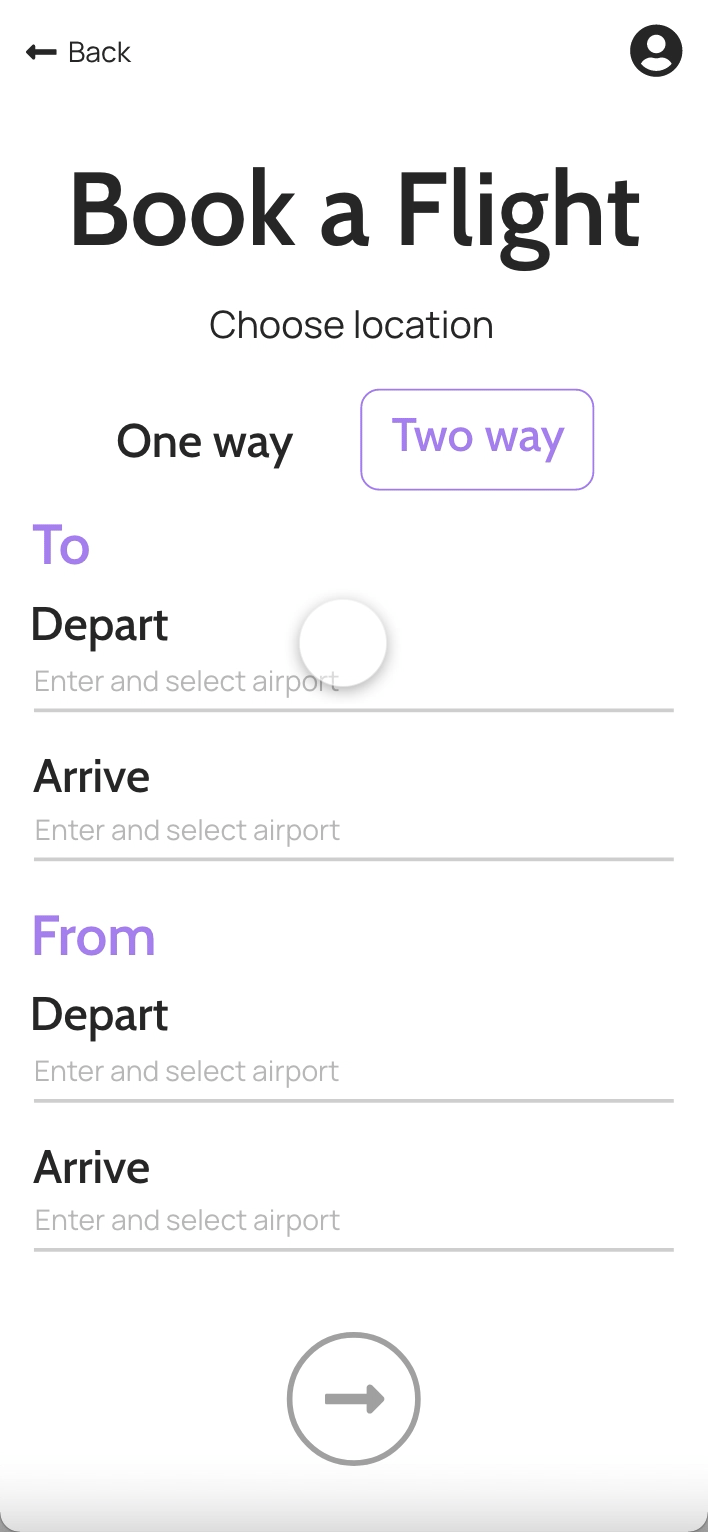 Back
Book a Flight
Choose location
One way Two way
To
Depart
Enter and select airport
Arrive
Enter and select airport
From
Depart
Enter and select airport
Arrive
Enter and select airport